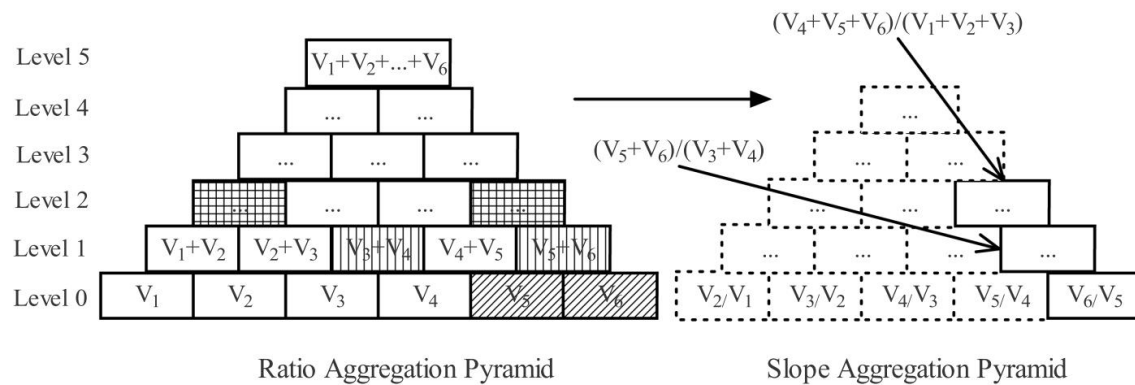 Level 5
V₁+V₂+...+V₆
(V₄+V₅+V₆)/(V₁+V₂+V₃)
Level 4
... ...
...
Level 3
... ... ...
... ...
(V₅+V₆)/(V₃+V₄)
Level 2
... ... ... ...
... ... ...
Level 1
V₁+V₂ V₂+V₃ V₃+V₄ V₄+V₅ V₅+V₆
... ... ... ...
Level 0
V₁ V₂ V₃ V₄ V₅ V₆
V₂/V₁ V₃/V₂ V₄/V₃ V₅/V₄ V₆/V₅
Ratio Aggregation Pyramid
Slope Aggregation Pyramid